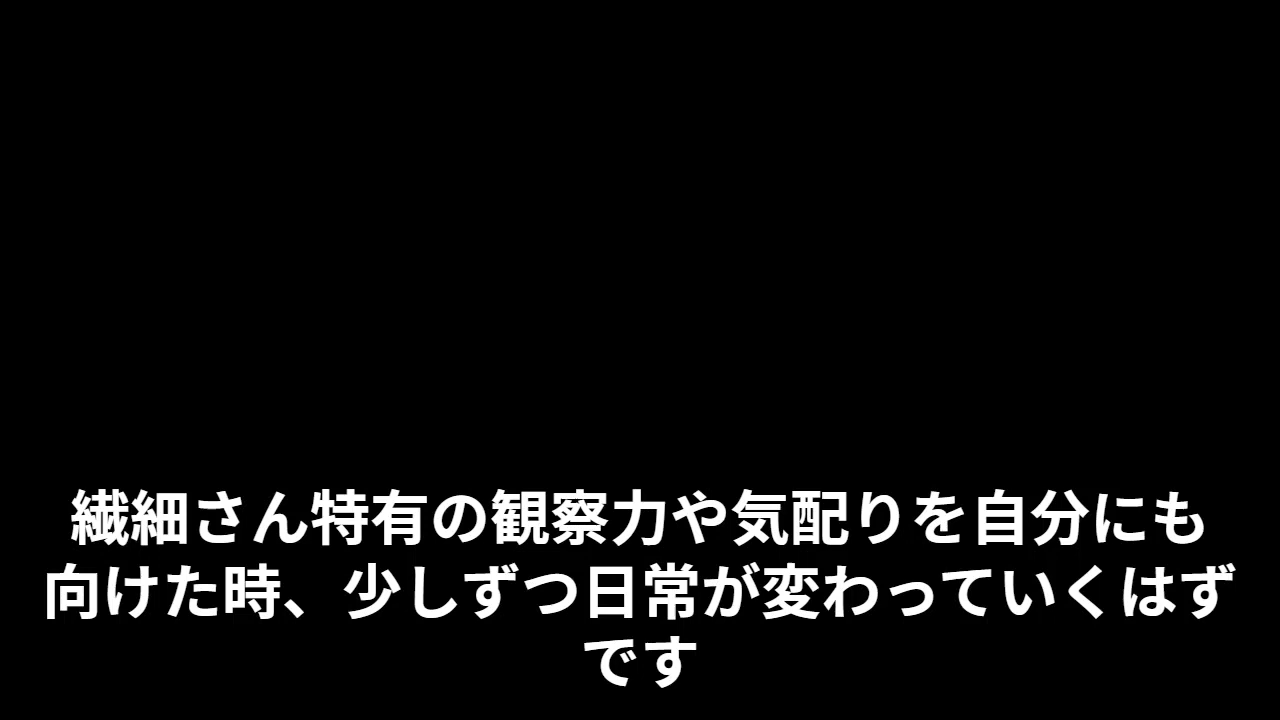 繊細さん特有の観察力や気配りを自分にも
向けた時、少しずつ日常が変わっていくはず
です